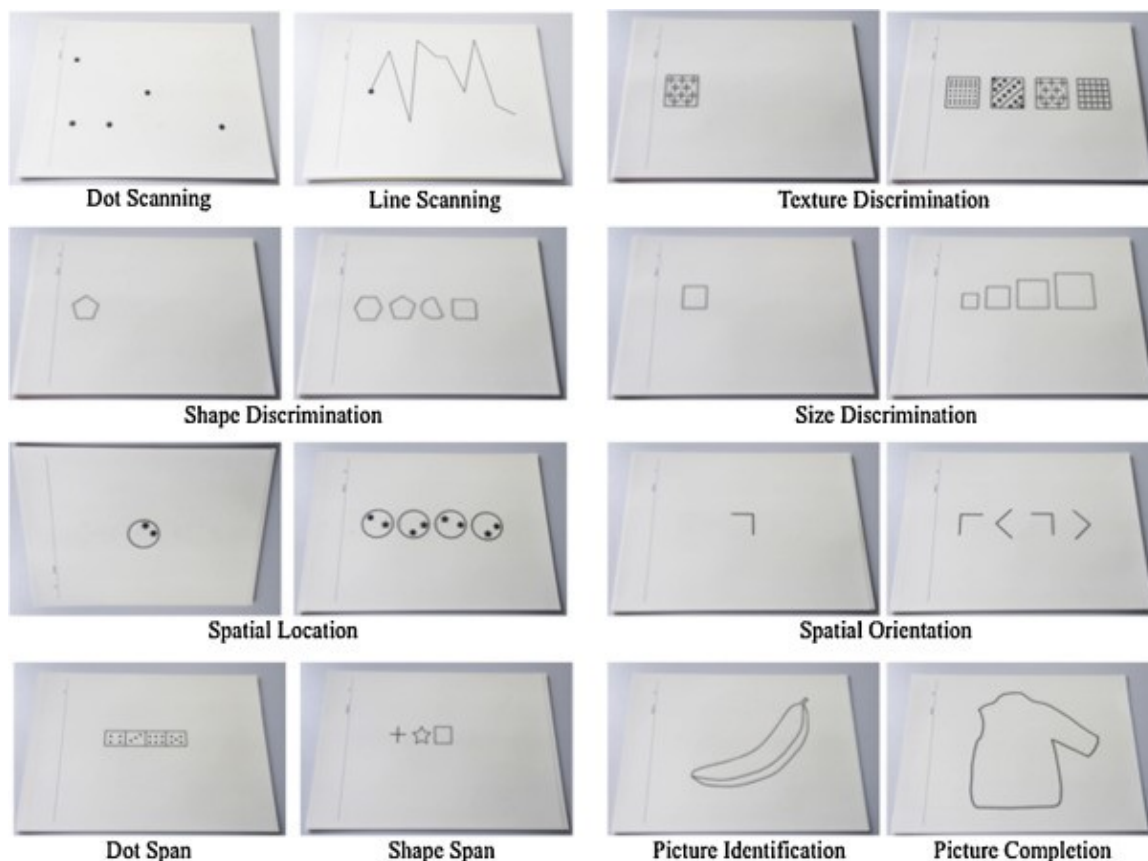 Dot Scanning
Line Scanning
Texture Discrimination
Shape Discrimination
Size Discrimination
Spatial Location
Spatial Orientation
Dot Span
Shape Span
Picture Identification
Picture Completion